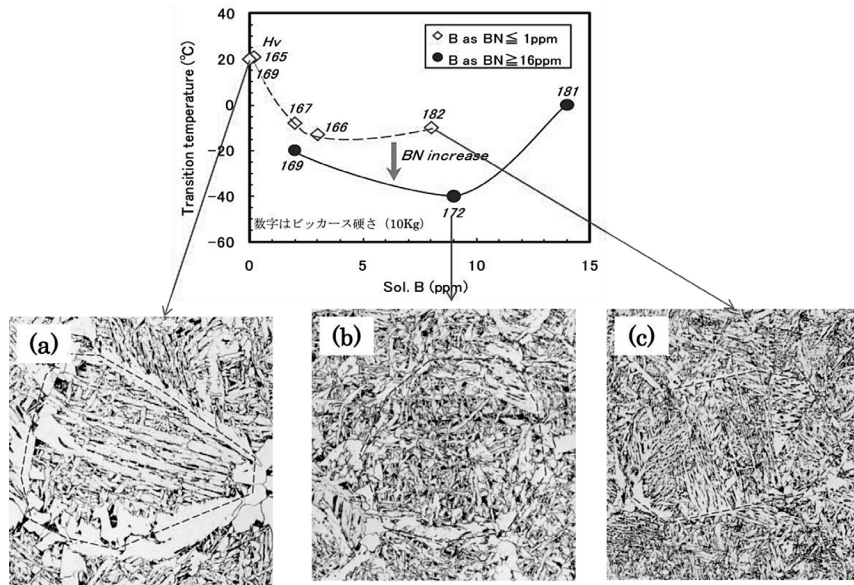 Transition temperature (℃)
40
20
0
−20
−40
−60
Hv
165
169
167
166
182
181
169
172
B as BN≦ 1ppm
B as BN≧16ppm
BN increase
数字はビッカース硬さ（10Kg）
0
5
10
15
Sol. B (ppm)
(a)
(b)
(c)